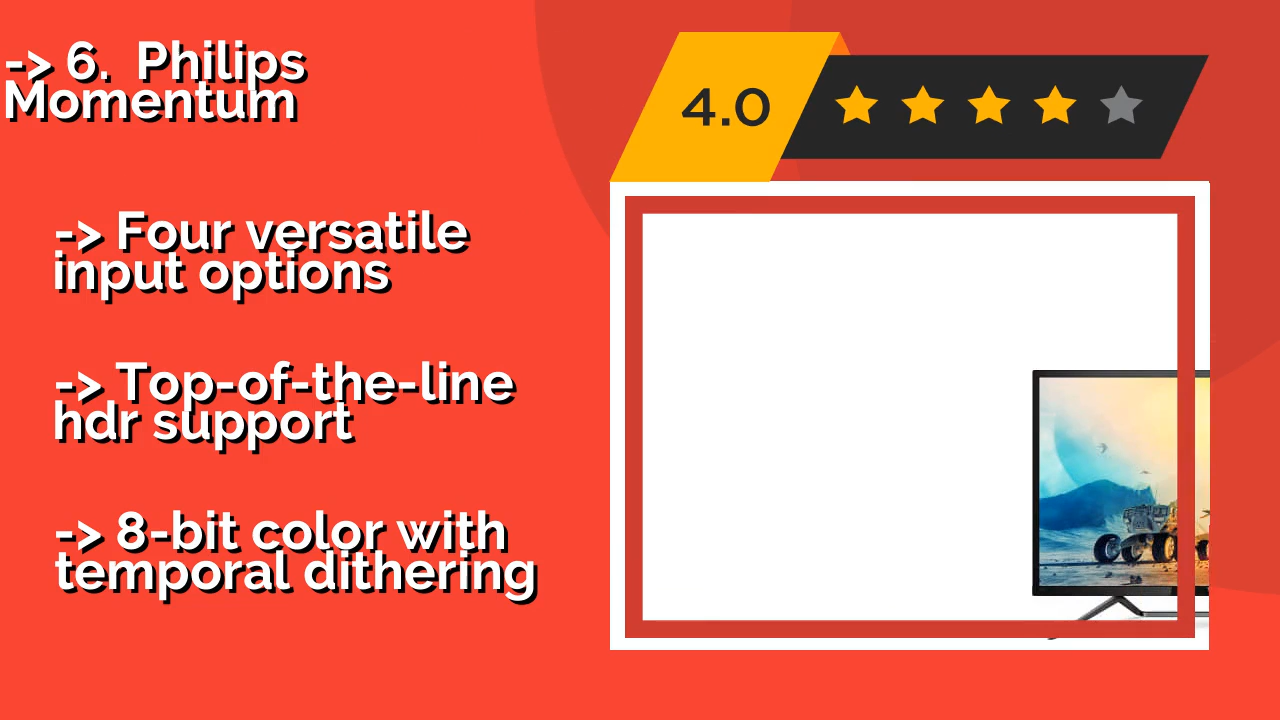 -> 6. Philips
Momentum
4.0
-> Four versatile
input options
-> Top-of-the-line
hdr support
-> 8-bit color with
temporal dithering